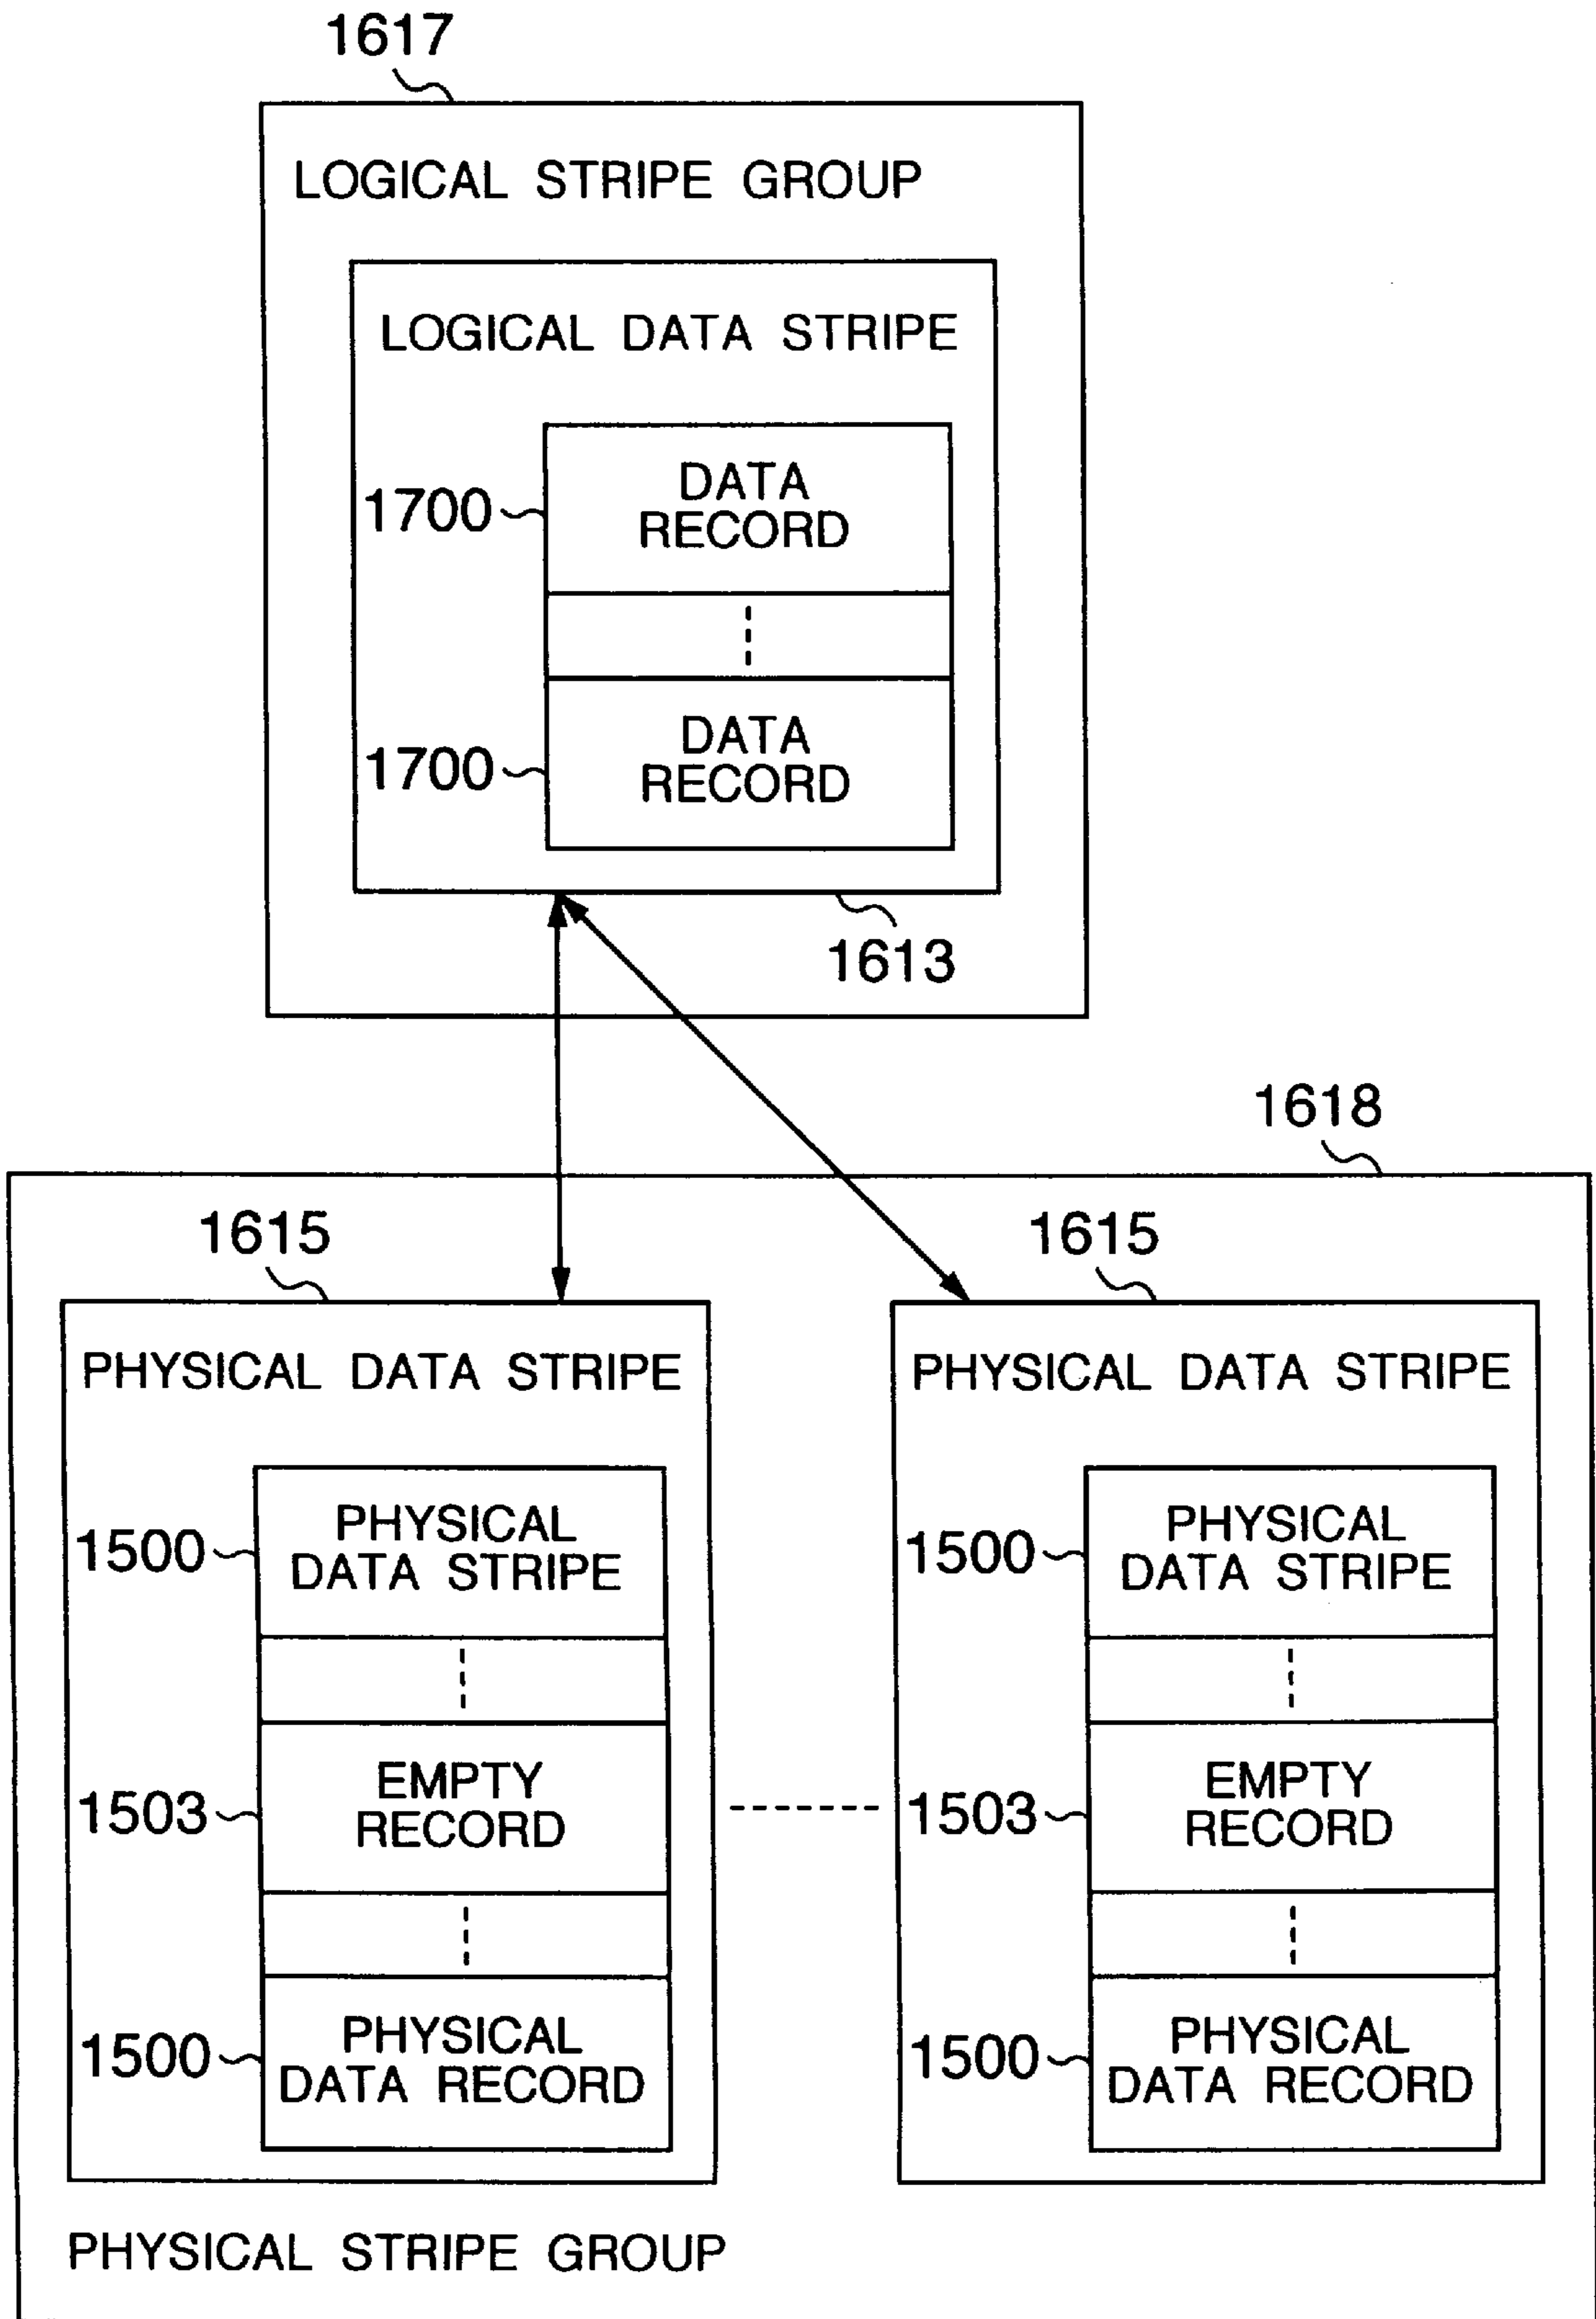 1617
LOGICAL STRIPE GROUP
LOGICAL DATA STRIPE
1700
DATA
RECORD
1700
DATA
RECORD
1613
1618
1615
1615
PHYSICAL DATA STRIPE
PHYSICAL DATA STRIPE
1500
PHYSICAL
DATA STRIPE
1500
PHYSICAL
DATA STRIPE
1503
EMPTY
RECORD
1503
EMPTY
RECORD
1500
PHYSICAL
DATA RECORD
1500
PHYSICAL
DATA RECORD
PHYSICAL STRIPE GROUP